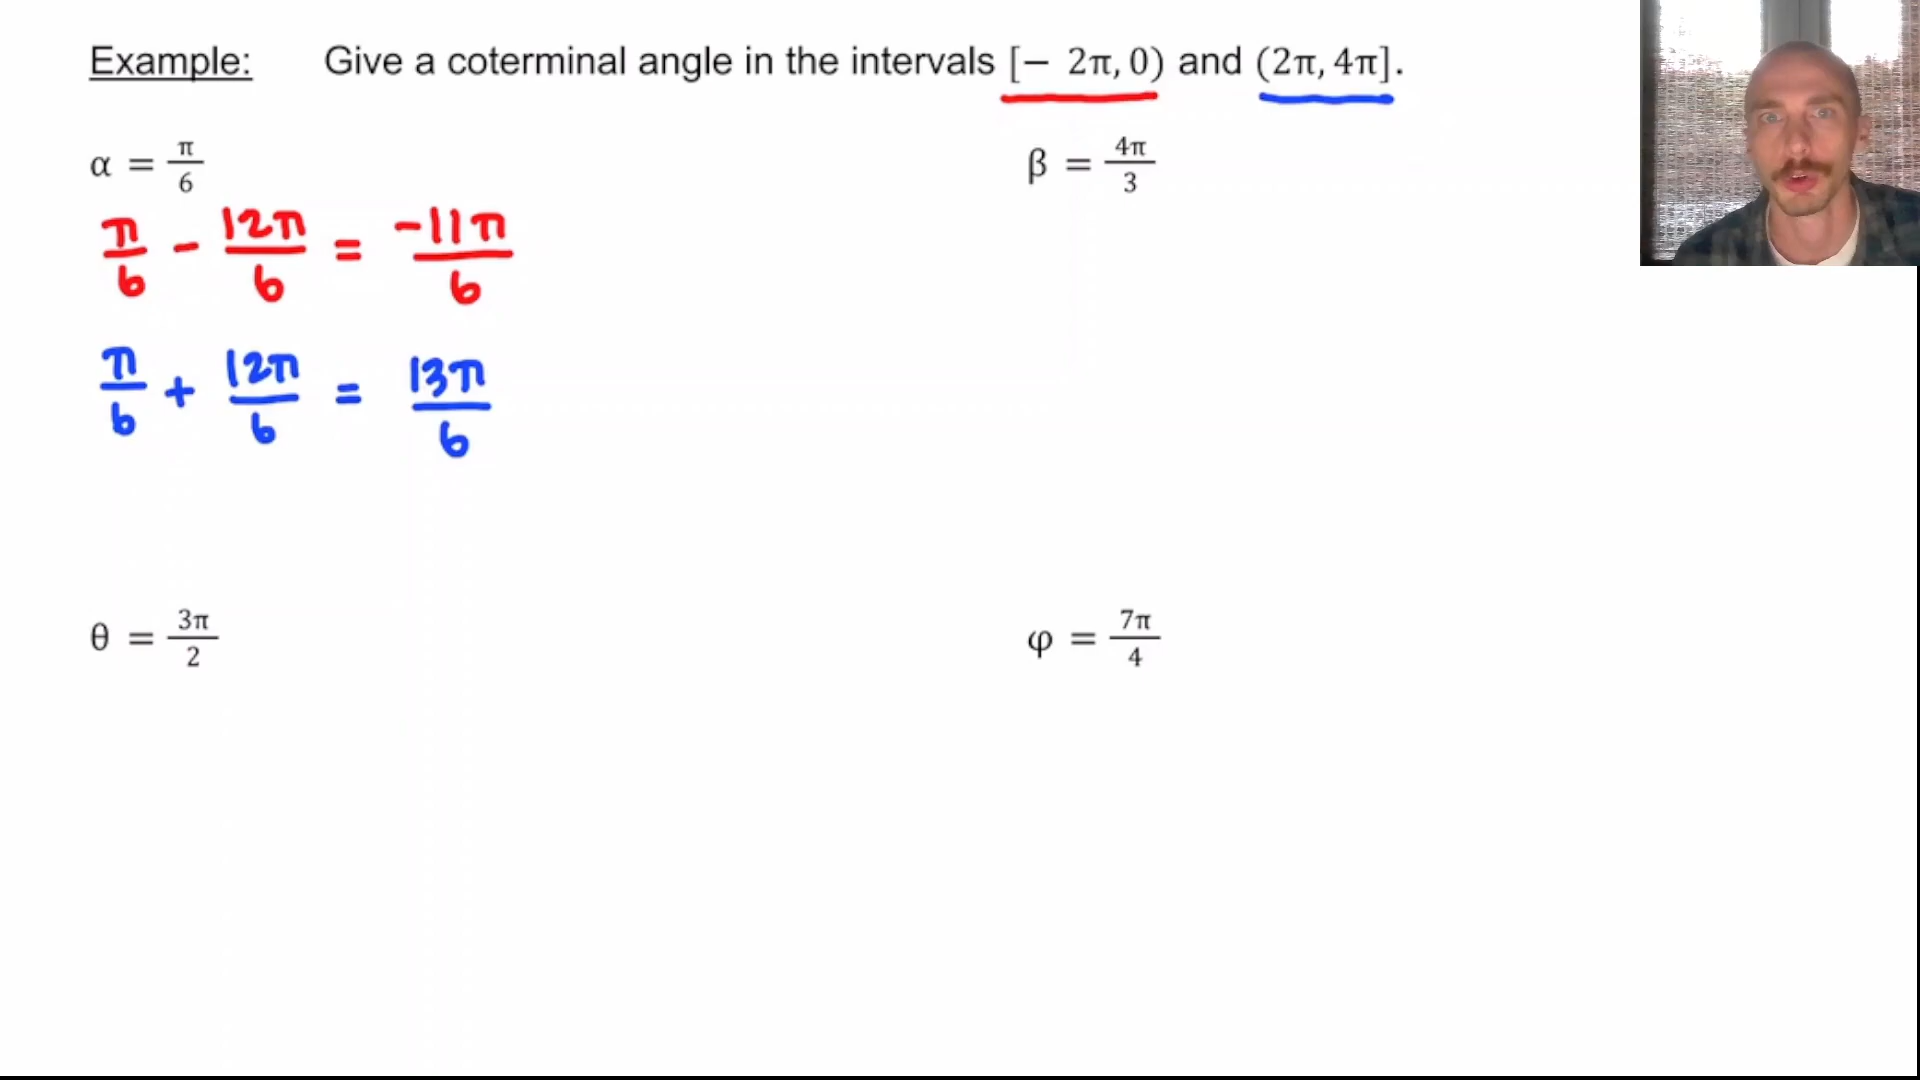 Example: Give a coterminal angle in the intervals [− 2π, 0) and (2π, 4π].
α = π/6
π/6 - 12π/6 = -11π/6
π/6 + 12π/6 = 13π/6
β = 4π/3
θ = 3π/2
φ = 7π/4